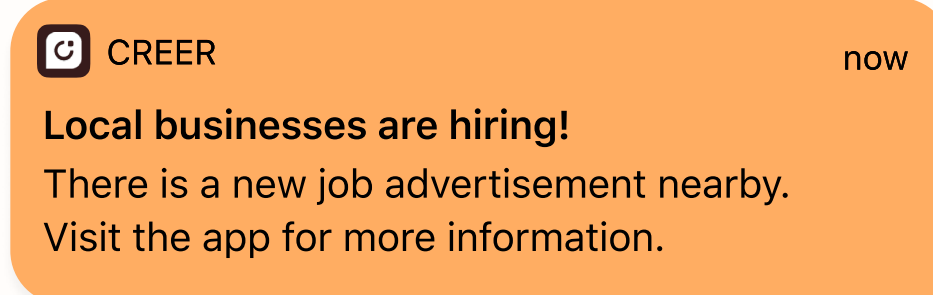 CREER
now
Local businesses are hiring!
There is a new job advertisement nearby.
Visit the app for more information.